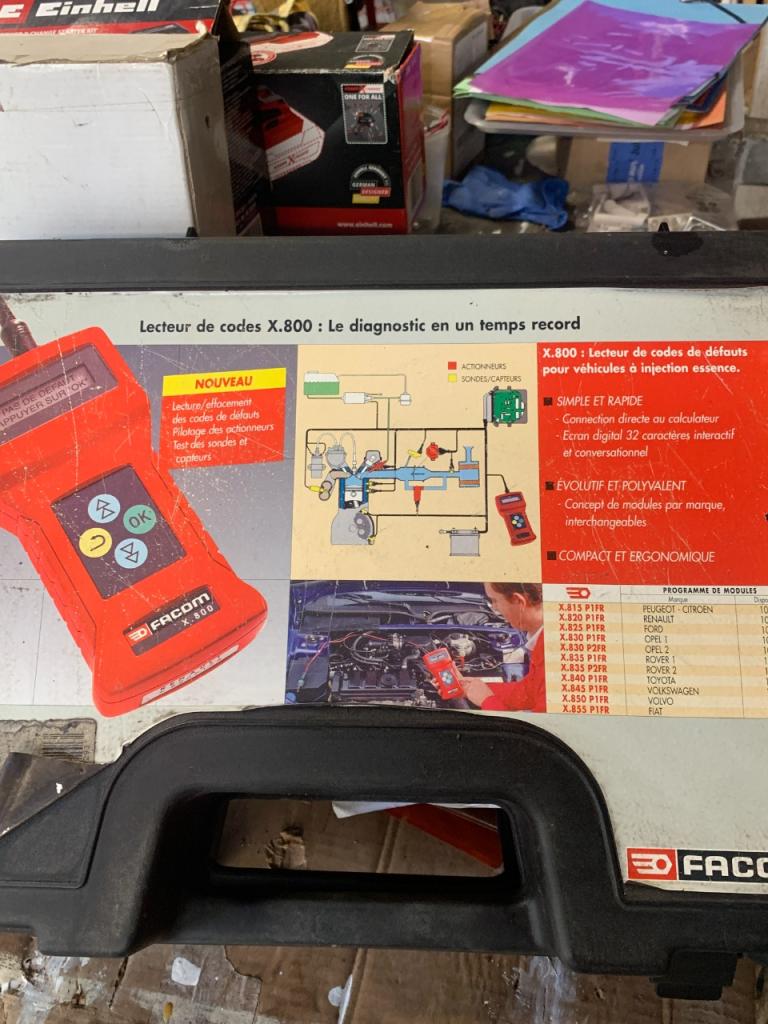 Einhell
ONE FOR ALL
GERMAN
DESIGNER
www.einhell.com
Lecteur de codes X.800 : Le diagnostic en un temps record
PAS DE DEFAUT
APPUYER SUR "OK"
OK
FACOM
X.800
NOUVEAU
- Lecture/effacement
des codes de défauts
- Pilotage des actionneurs
- Test des sondes et
capteurs
ACTIONNEURS
SONDES/CAPTEURS
X.800 : Lecteur de codes de défauts
pour véhicules à injection essence.
SIMPLE ET RAPIDE
- Connection directe au calculateur
- Ecran digital 32 caractères interactif
et conversationnel
ÉVOLUTIF ET POLYVALENT
- Concept de modules par marque,
interchangeables
COMPACT ET ERGONOMIQUE
PROGRAMME DE MODULES
Marque
X.815 P1FR PEUGEOT - CITROEN
X.820 P1FR RENAULT
X.825 P1FR FORD
X.830 P1FR OPEL 1
X.830 P2FR OPEL 2
X.835 P1FR ROVER 1
X.835 P2FR ROVER 2
X.840 P1FR TOYOTA
X.845 P1FR VOLKSWAGEN
X.850 P1FR VOLVO
X.855 P1FR FIAT
FACO